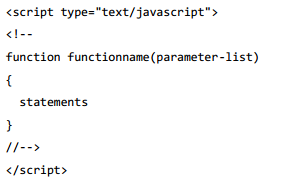 <script type="text/javascript">
<!--
function functionname(parameter-list)
{
  statements
}
//-->
</script>